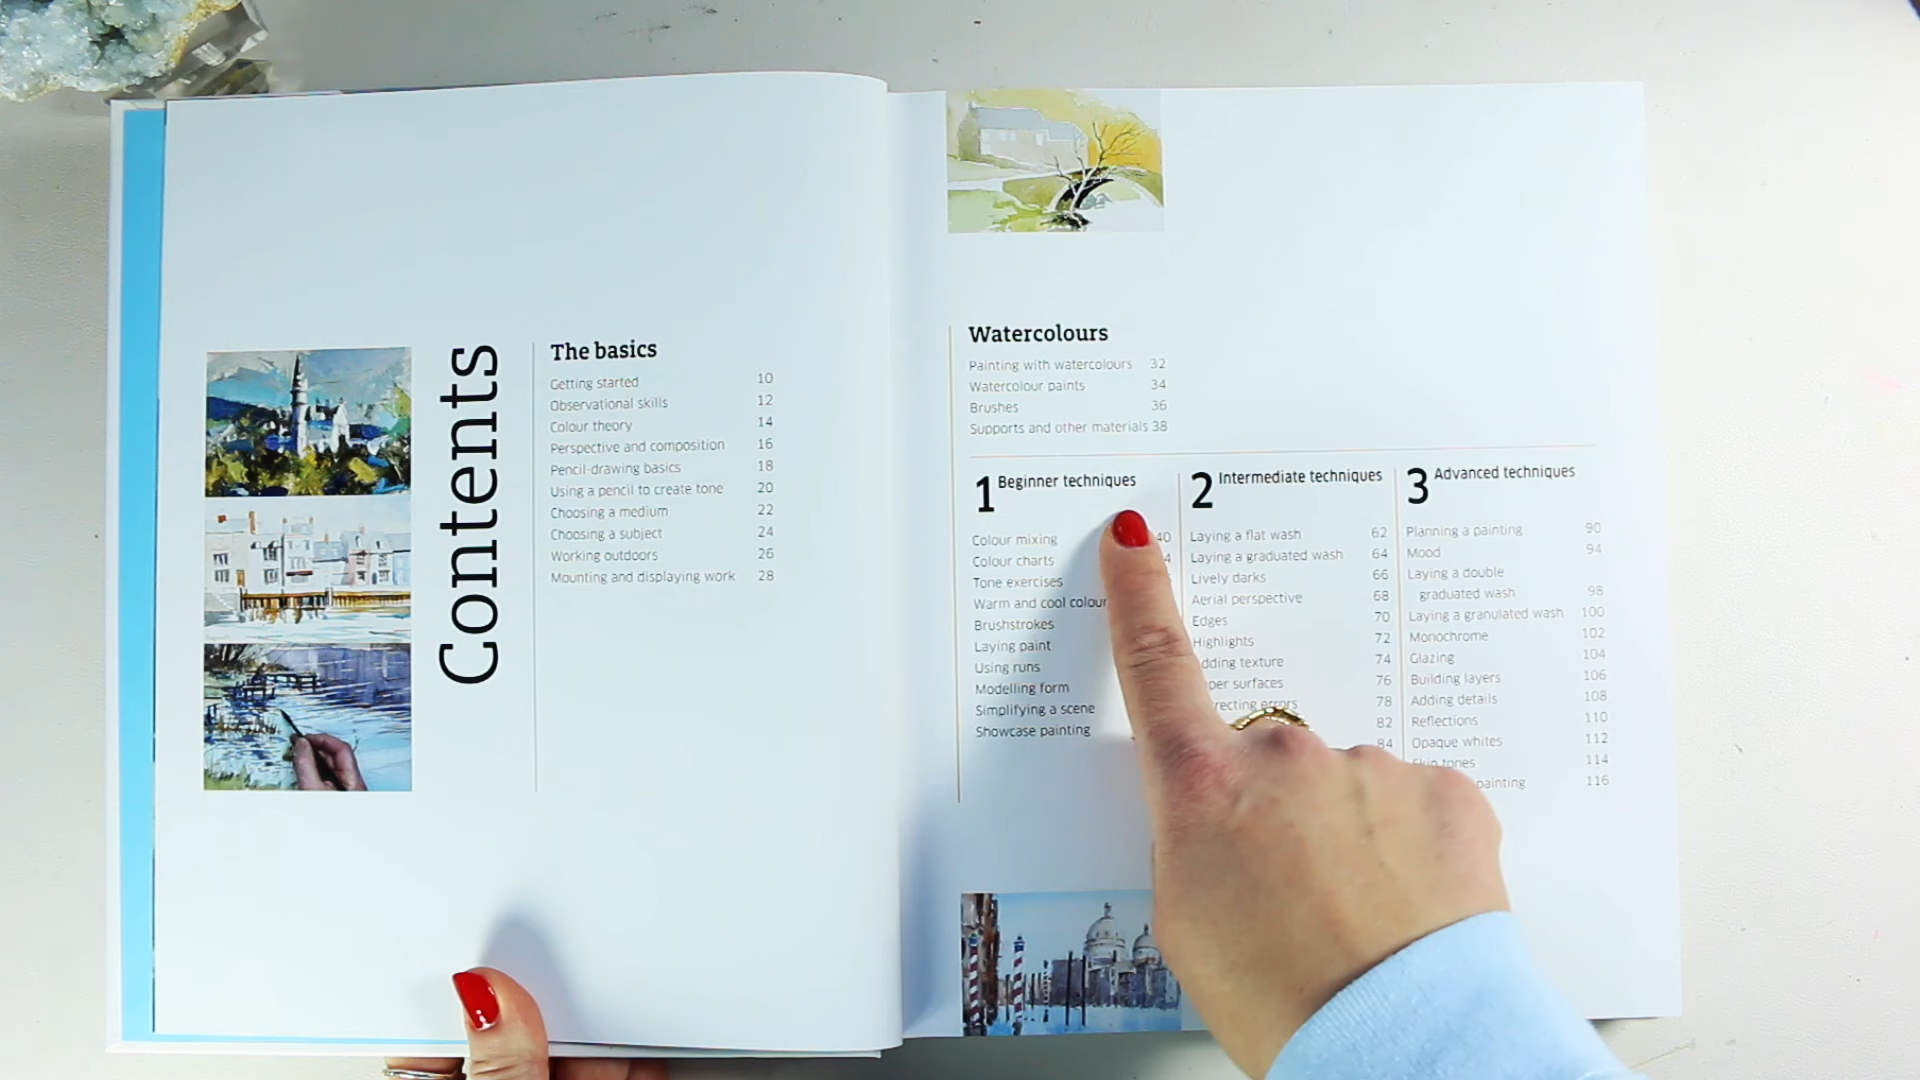 Contents
The basics
Getting started 10
Observational skills 12
Colour theory 14
Perspective and composition 16
Pencil-drawing basics 18
Using a pencil to create tone 20
Choosing a medium 22
Choosing a subject 24
Working outdoors 26
Mounting and displaying work 28
Watercolours
Painting with watercolours 32
Watercolour paints 34
Brushes 36
Supports and other materials 38
1 Beginner techniques
Colour mixing 40
Colour charts
Tone exercises
Warm and cool
Brushstrokes
Laying paint
Using runs
Modelling form
Simplifying a scene
Showcase painting
2 Intermediate techniques
Laying a flat wash 62
Laying a graduated wash 64
Lively darks 66
Aerial perspective 68
Edges 70
Highlights 72
texture 74
surfaces 76
errors 78
82
84
3 Advanced techniques
Planning a painting 90
Mood 94
Laying a double
graduated wash 98
Laying a granulated wash 100
Monochrome 102
Glazing 104
Building layers 106
Adding details 108
Reflections 110
Opaque whites 112
Skin tones 114
painting 116